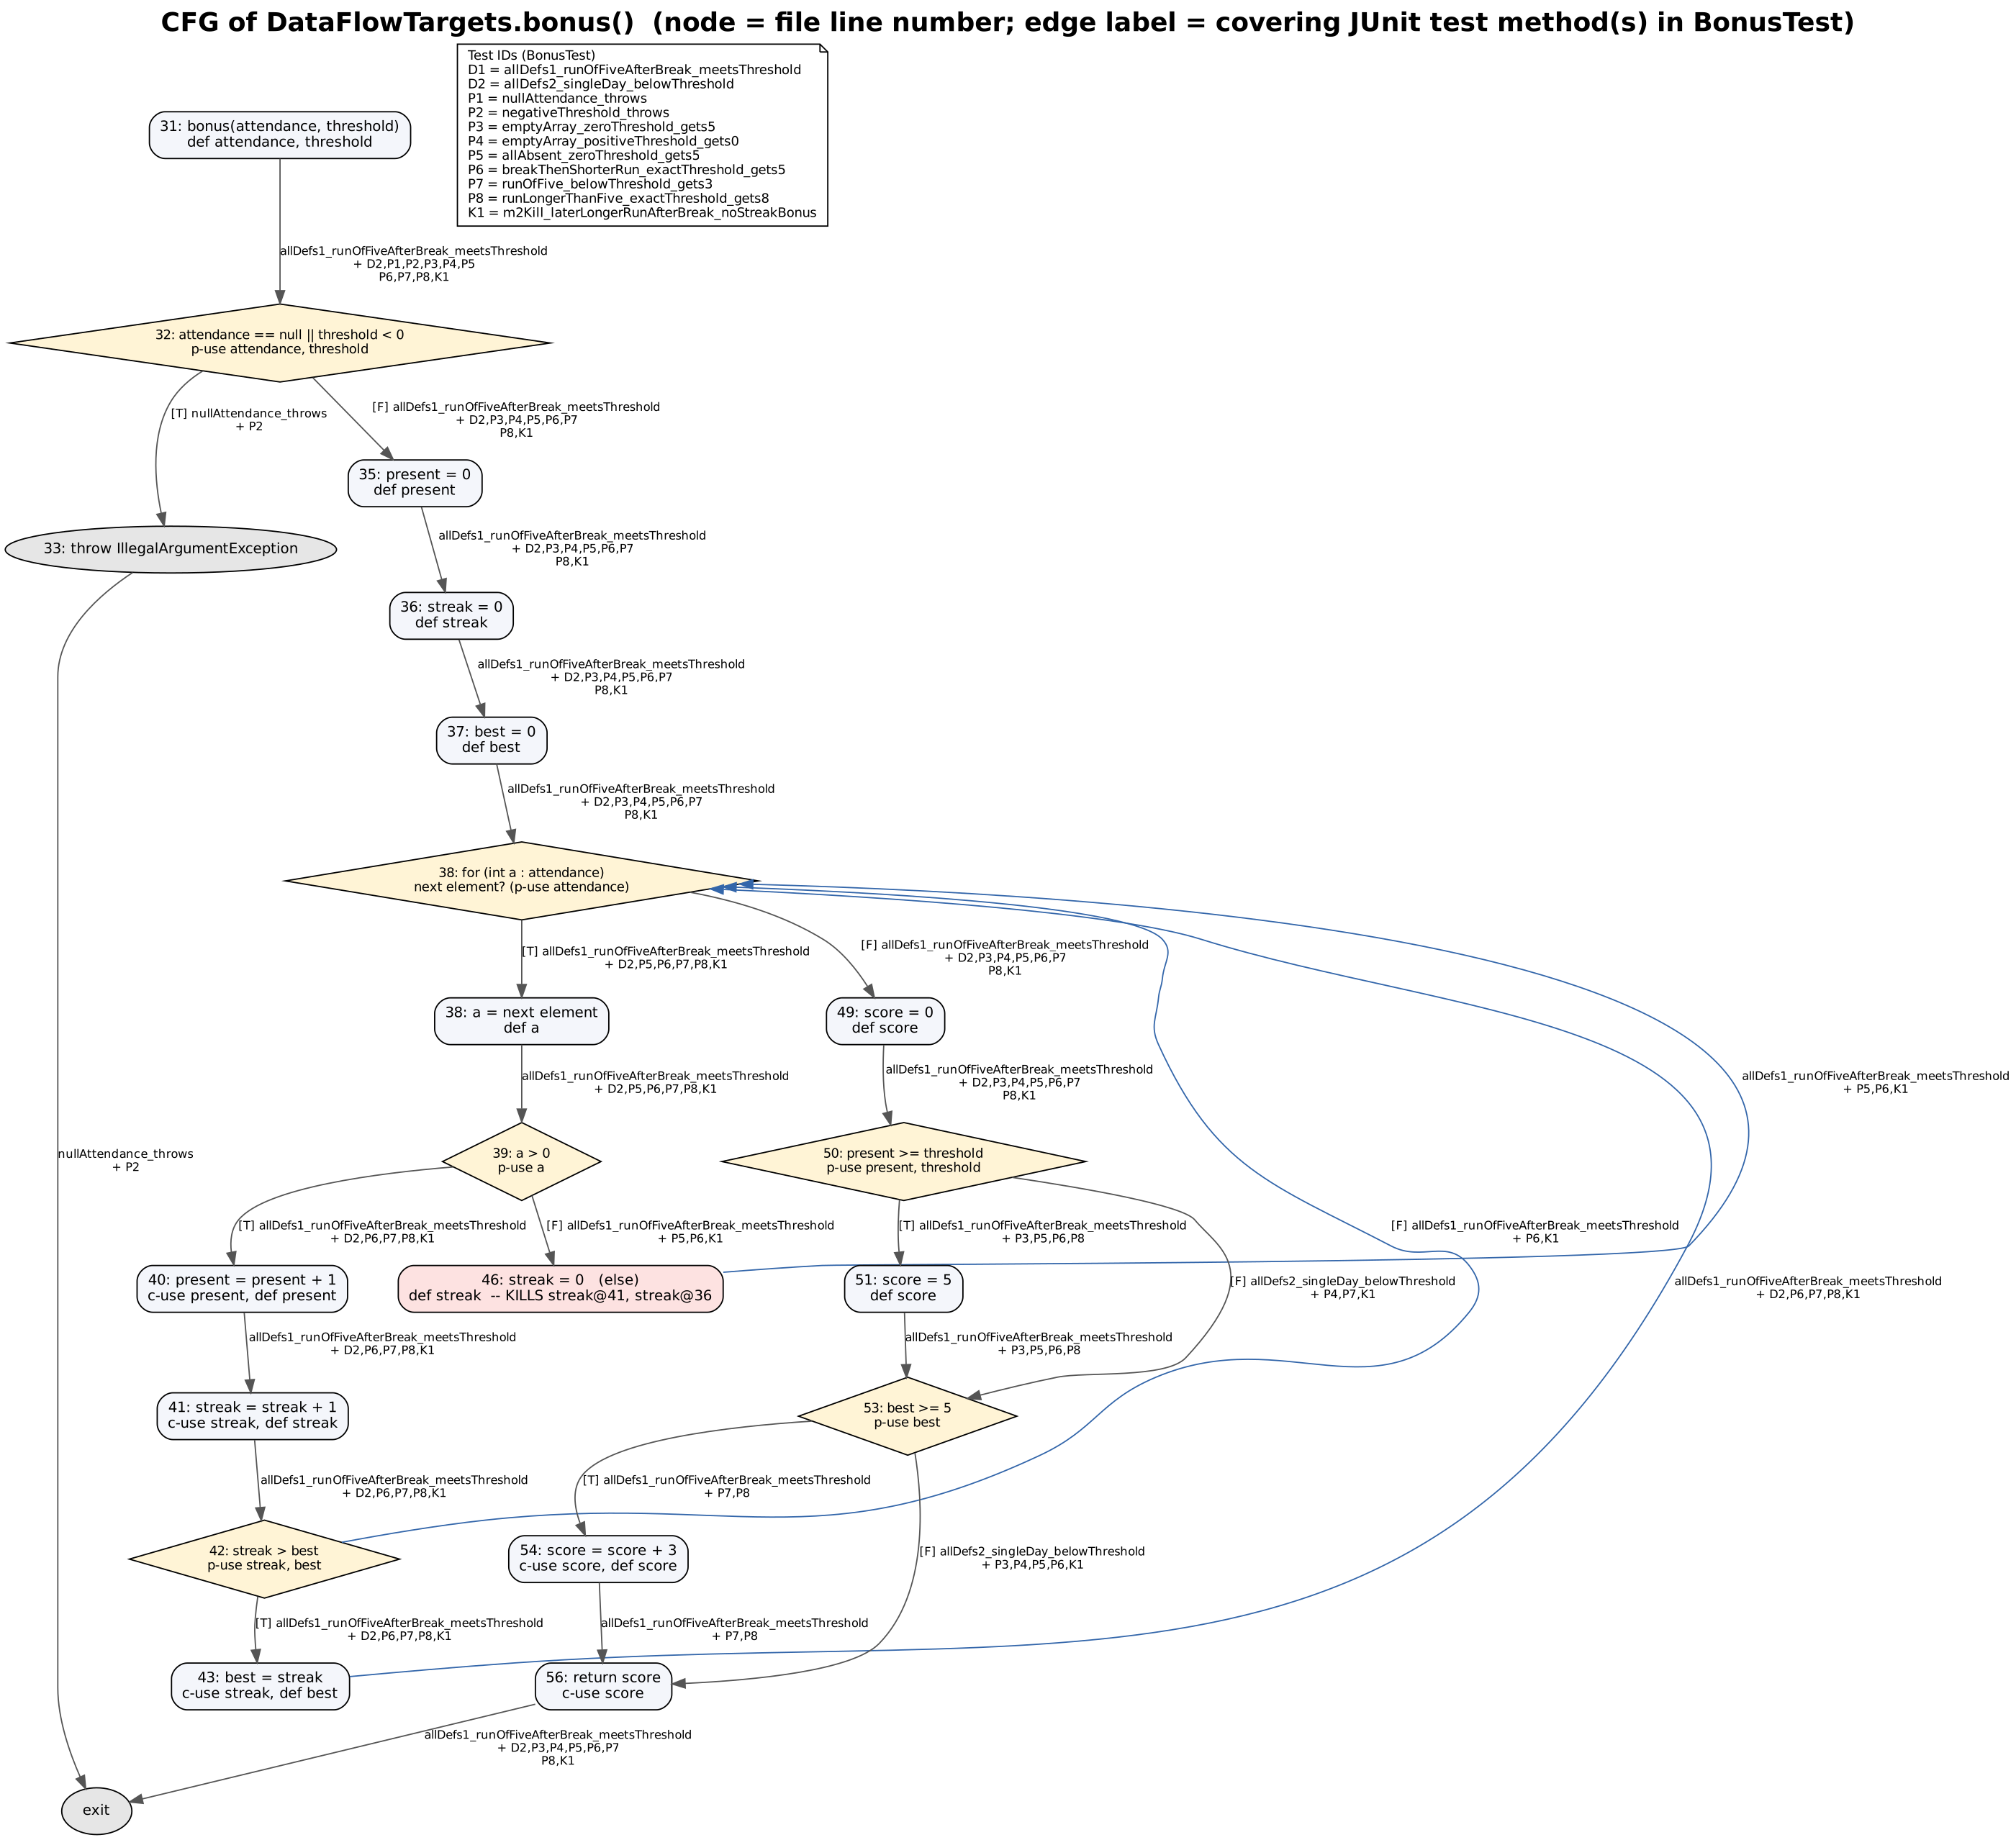 CFG of DataFlowTargets.bonus()  (node = file line number; edge label = covering JUnit test method(s) in BonusTest)
Test IDs (BonusTest)
D1 = allDefs1_runOfFiveAfterBreak_meetsThreshold
D2 = allDefs2_singleDay_belowThreshold
P1 = nullAttendance_throws
P2 = negativeThreshold_throws
P3 = emptyArray_zeroThreshold_gets5
P4 = emptyArray_positiveThreshold_gets0
P5 = allAbsent_zeroThreshold_gets5
P6 = breakThenShorterRun_exactThreshold_gets5
P7 = runOfFive_belowThreshold_gets3
P8 = runLongerThanFive_exactThreshold_gets8
K1 = m2Kill_laterLongerRunAfterBreak_noStreakBonus
31: bonus(attendance, threshold)
def attendance, threshold
allDefs1_runOfFiveAfterBreak_meetsThreshold
+ D2,P1,P2,P3,P4,P5
P6,P7,P8,K1
32: attendance == null || threshold < 0
p-use attendance, threshold
[T] nullAttendance_throws
+ P2
[F] allDefs1_runOfFiveAfterBreak_meetsThreshold
+ D2,P3,P4,P5,P6,P7
P8,K1
35: present = 0
def present
33: throw IllegalArgumentException
allDefs1_runOfFiveAfterBreak_meetsThreshold
+ D2,P3,P4,P5,P6,P7
P8,K1
36: streak = 0
def streak
allDefs1_runOfFiveAfterBreak_meetsThreshold
+ D2,P3,P4,P5,P6,P7
P8,K1
37: best = 0
def best
allDefs1_runOfFiveAfterBreak_meetsThreshold
+ D2,P3,P4,P5,P6,P7
P8,K1
38: for (int a : attendance)
next element? (p-use attendance)
[T] allDefs1_runOfFiveAfterBreak_meetsThreshold
+ D2,P5,P6,P7,P8,K1
[F] allDefs1_runOfFiveAfterBreak_meetsThreshold
+ D2,P3,P4,P5,P6,P7
P8,K1
38: a = next element
def a
49: score = 0
def score
allDefs1_runOfFiveAfterBreak_meetsThreshold
+ D2,P5,P6,P7,P8,K1
allDefs1_runOfFiveAfterBreak_meetsThreshold
+ D2,P3,P4,P5,P6,P7
P8,K1
allDefs1_runOfFiveAfterBreak_meetsThreshold
+ P5,P6,K1
nullAttendance_throws
+ P2
39: a > 0
p-use a
50: present >= threshold
p-use present, threshold
[T] allDefs1_runOfFiveAfterBreak_meetsThreshold
+ D2,P6,P7,P8,K1
[F] allDefs1_runOfFiveAfterBreak_meetsThreshold
+ P5,P6,K1
[T] allDefs1_runOfFiveAfterBreak_meetsThreshold
+ P3,P5,P6,P8
[F] allDefs1_runOfFiveAfterBreak_meetsThreshold
+ P6,K1
40: present = present + 1
c-use present, def present
46: streak = 0   (else)
def streak  -- KILLS streak@41, streak@36
51: score = 5
def score
[F] allDefs2_singleDay_belowThreshold
+ P4,P7,K1
allDefs1_runOfFiveAfterBreak_meetsThreshold
+ D2,P6,P7,P8,K1
allDefs1_runOfFiveAfterBreak_meetsThreshold
+ D2,P6,P7,P8,K1
allDefs1_runOfFiveAfterBreak_meetsThreshold
+ P3,P5,P6,P8
41: streak = streak + 1
c-use streak, def streak
53: best >= 5
p-use best
allDefs1_runOfFiveAfterBreak_meetsThreshold
+ D2,P6,P7,P8,K1
[T] allDefs1_runOfFiveAfterBreak_meetsThreshold
+ P7,P8
42: streak > best
p-use streak, best
54: score = score + 3
c-use score, def score
[F] allDefs2_singleDay_belowThreshold
+ P3,P4,P5,P6,K1
[T] allDefs1_runOfFiveAfterBreak_meetsThreshold
+ D2,P6,P7,P8,K1
allDefs1_runOfFiveAfterBreak_meetsThreshold
+ P7,P8
43: best = streak
c-use streak, def best
56: return score
c-use score
allDefs1_runOfFiveAfterBreak_meetsThreshold
+ D2,P3,P4,P5,P6,P7
P8,K1
exit